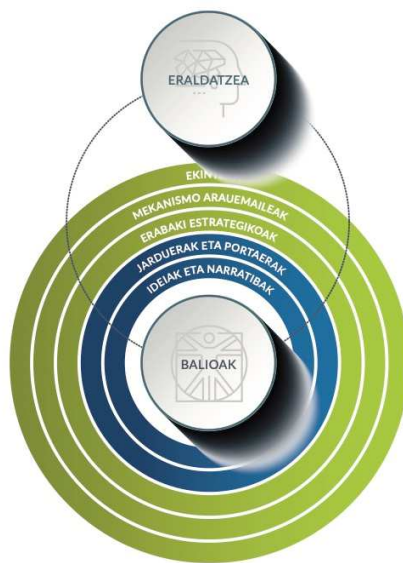 ERALDATZEA
MEKANISMO ARAUEMAILEAK
ERABAKI ESTRATEGIKOAK
JARDUERAK ETA PORTAERAK
IDEIAK ETA NARRATIBAK
BALIOAK